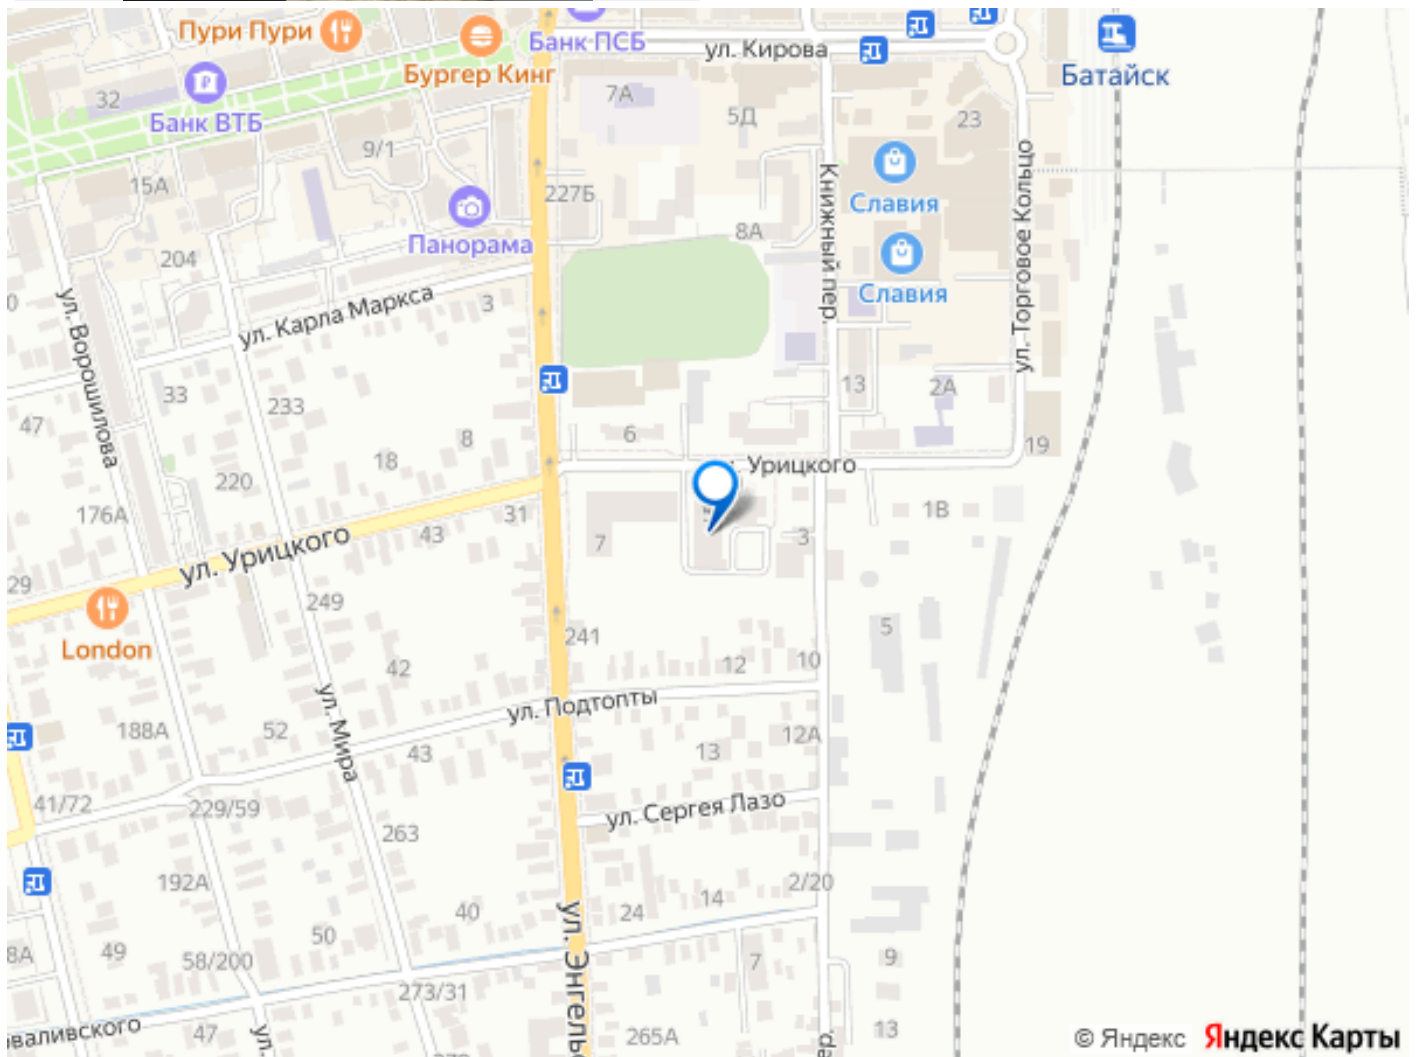 Пури Пури
Банк ПСБ
ул. Кирова
Бургер Кинг
Батайск
32
Банк ВТБ
7А
5Д
23
9/1
15А
227Б
Книжный пер.
Славия
ул. Торговое Кольцо
Панорама
8А
204
Славия
0
ул. Ворошилова
ул. Карла Маркса
3
33
233
13
2А
47
8
6
18
19
220
ул. Урицкого
176А
31
1В
43
7
3
ул. Урицкого
29
249
London
241
5
42
12
10
ул. Мира
ул. Подтопты
188А
52
43
13
12А
41/72
229/59
ул. Сергея Лазо
263
192А
2/20
14
40
24
ул. Энгельс
50
49
8А
58/200
7
9
273/31
47
ул.
265А
13
© Яндекс Яндекс Карты